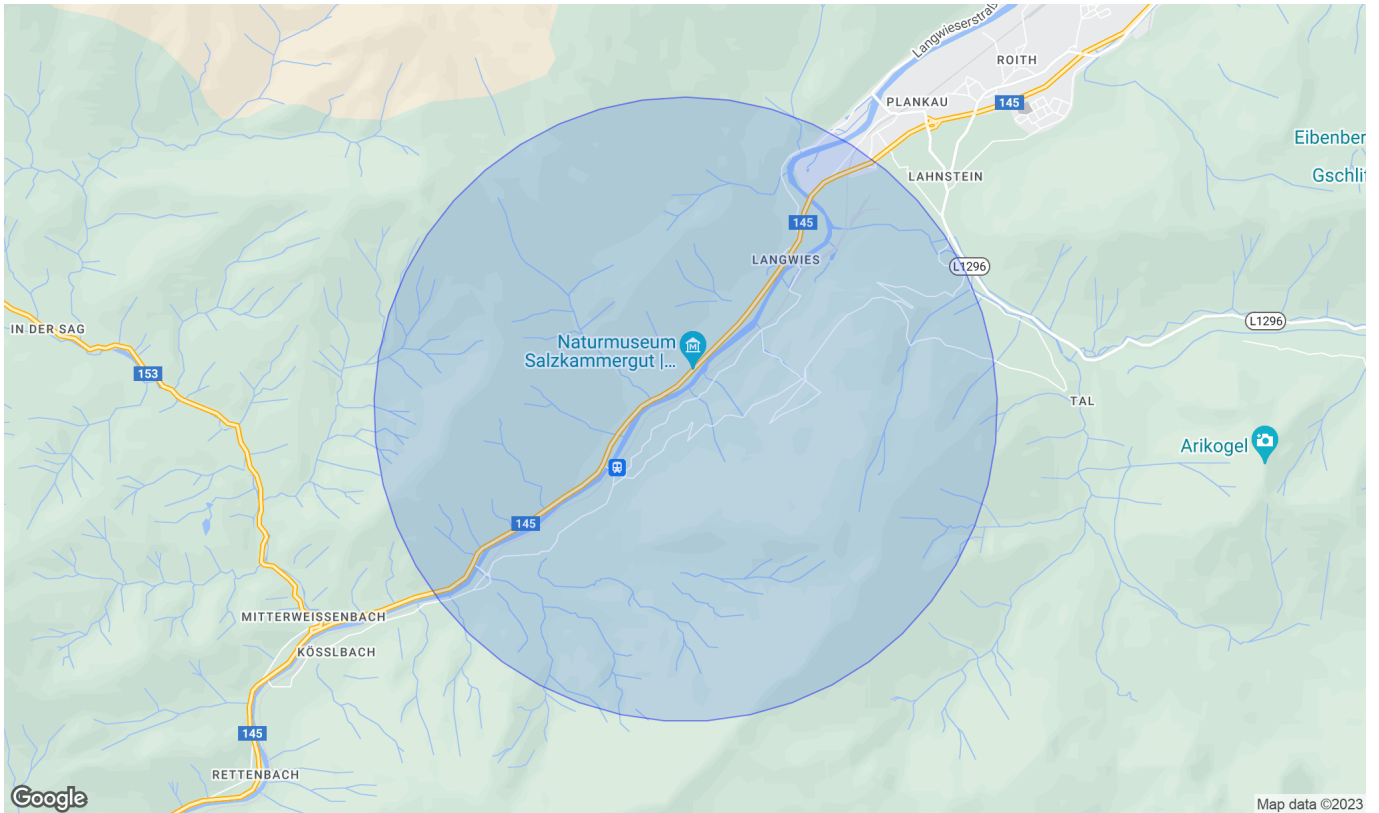 Langwieserstraß
ROITH
145
PLANKAU
Eibenber
Gschlif
LAHNSTEIN
145
LANGWIES
L1296
L1296
IN DER SAG
Naturmuseum
Salzkammergut |...
153
TAL
Arikogel
145
MITTERWEISSENBACH
KÖSSLBACH
145
RETTENBACH
Google
Map data ©2023